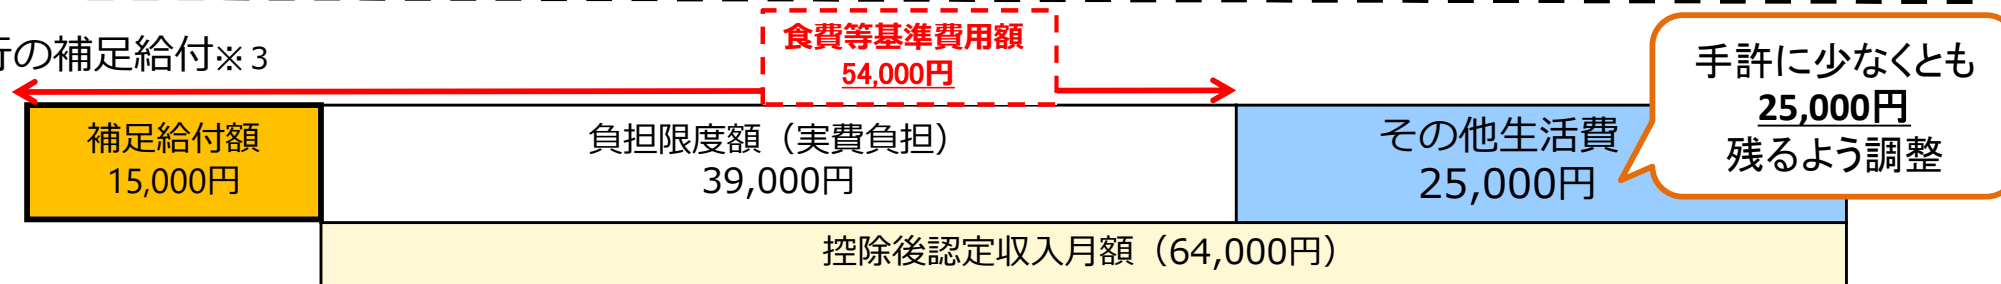 食費等基準費用額
54,000円
行の補足給付※3
手許に少なくとも
25,000円
残るよう調整
補足給付額
15,000円
負担限度額（実費負担）
39,000円
その他生活費
25,000円
控除後認定収入月額（64,000円）